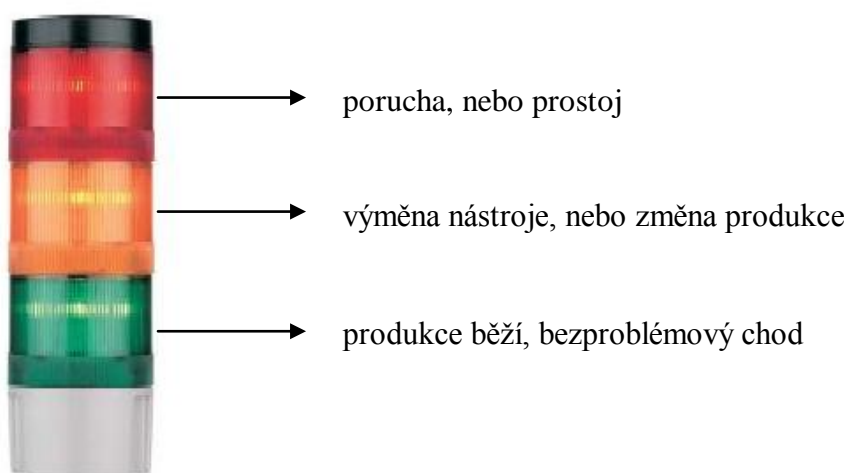 porucha, nebo prostoj
výměna nástroje, nebo změna produkce
produkce běží, bezproblémový chod